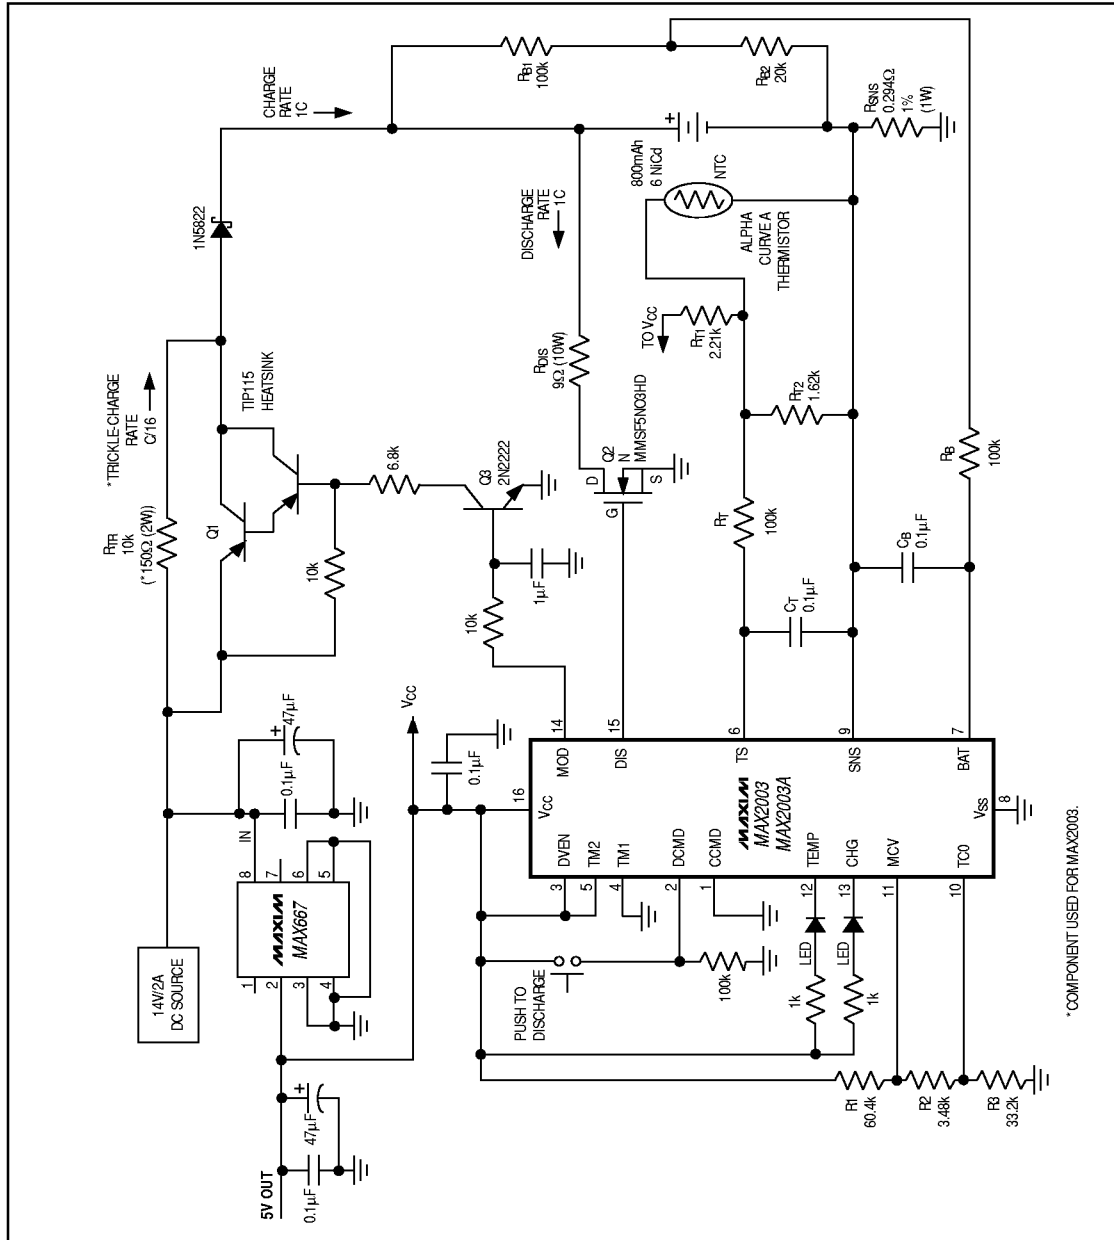 CHARGE
RATE
1C
RB1
100k
RB2
20k
RSNS
0.294Ω
1%
(1W)
1N5822
DISCHARGE
RATE
1C
+
800mAh
6 NiCd
NTC
ALPHA
CURVE A
THERMISTOR
*TRICKLE-CHARGE
RATE
C/16
TIP115
HEATSINK
RTR
10k
(*150Ω (2W))
Q1
10k
6.8k
Q3
2N2222
10k
1µF
RDIS
9Ω (10W)
D
G
S
Q2
N
MMSF5NO3HD
TO VCC
RT1
2.21k
RT2
1.62k
RT
100k
CT
0.1µF
RB
100k
CB
0.1µF
14V/2A
DC SOURCE
IN
0.1µF
+
47µF
MAXIM
MAX667
1
2
3
4
8
7
6
5
VCC
0.1µF
5V OUT
0.1µF
+
47µF
14
MOD
15
DIS
6
TS
9
SNS
7
BAT
16
VCC
MAXIM
MAX2003
MAX2003A
VSS
8
DVEN
3
TM2
5
TM1
4
DCMD
2
CCMD
1
TEMP
12
CHG
13
MCV
11
TC0
10
PUSH TO
DISCHARGE
100k
LED
LED
1k
1k
R1
60.4k
R2
3.48k
R3
33.2k
*COMPONENT USED FOR MAX2003.